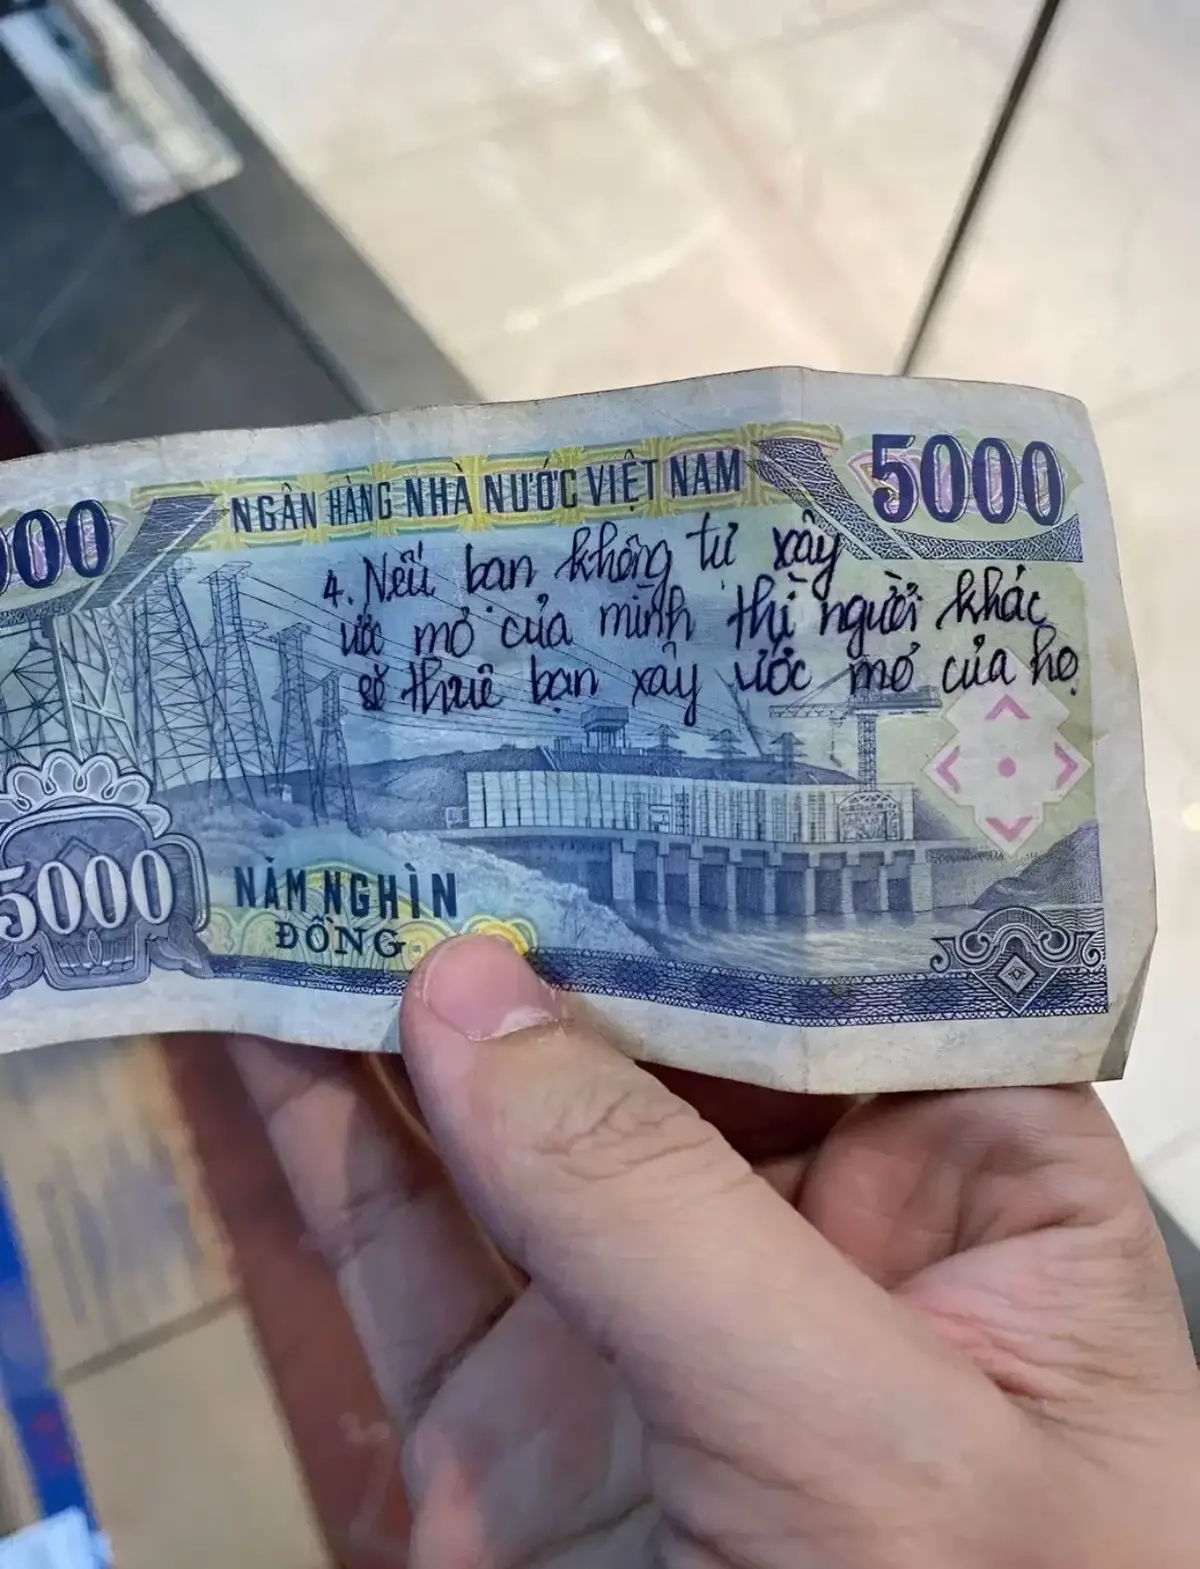 NGÂN HÀNG NHÀ NƯỚC VIỆT NAM
5000
000
4. Nếu bạn không tự xây
ước mơ của mình thì người khác
sẽ thuê bạn xây ước mơ của họ
5000
NĂM NGHÌN
ĐỒNG